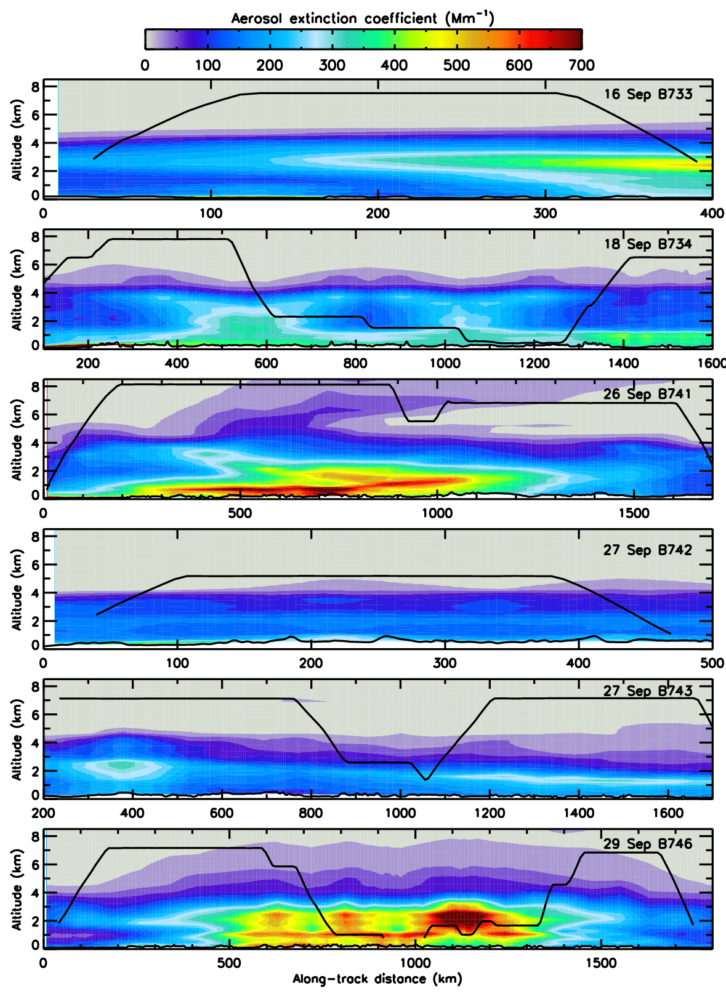 Aerosol extinction coefficient (Mm⁻¹)
0 100 200 300 400 500 600 700
16 Sep B733
Altitude (km)
8
6
4
2
0
0 100 200 300 400
18 Sep B734
Altitude (km)
8
6
4
2
0
200 400 600 800 1000 1200 1400 1600
26 Sep B741
Altitude (km)
8
6
4
2
0
0 500 1000 1500
27 Sep B742
Altitude (km)
8
6
4
2
0
0 100 200 300 400 500
27 Sep B743
Altitude (km)
8
6
4
2
0
200 400 600 800 1000 1200 1400 1600
29 Sep B746
Altitude (km)
8
6
4
2
0
0 500 1000 1500
Along-track distance (km)